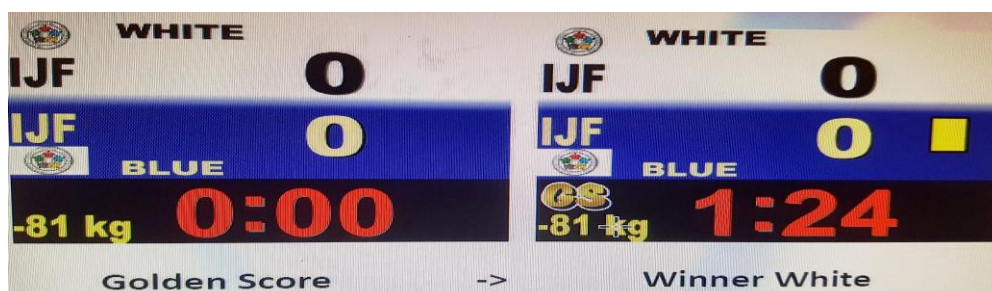 WHITE
IJF 0
IJF 0
BLUE
-81 kg 0:00
WHITE
IJF 0
IJF 0
BLUE
GS
-81 kg 1:24
Golden Score -> Winner White